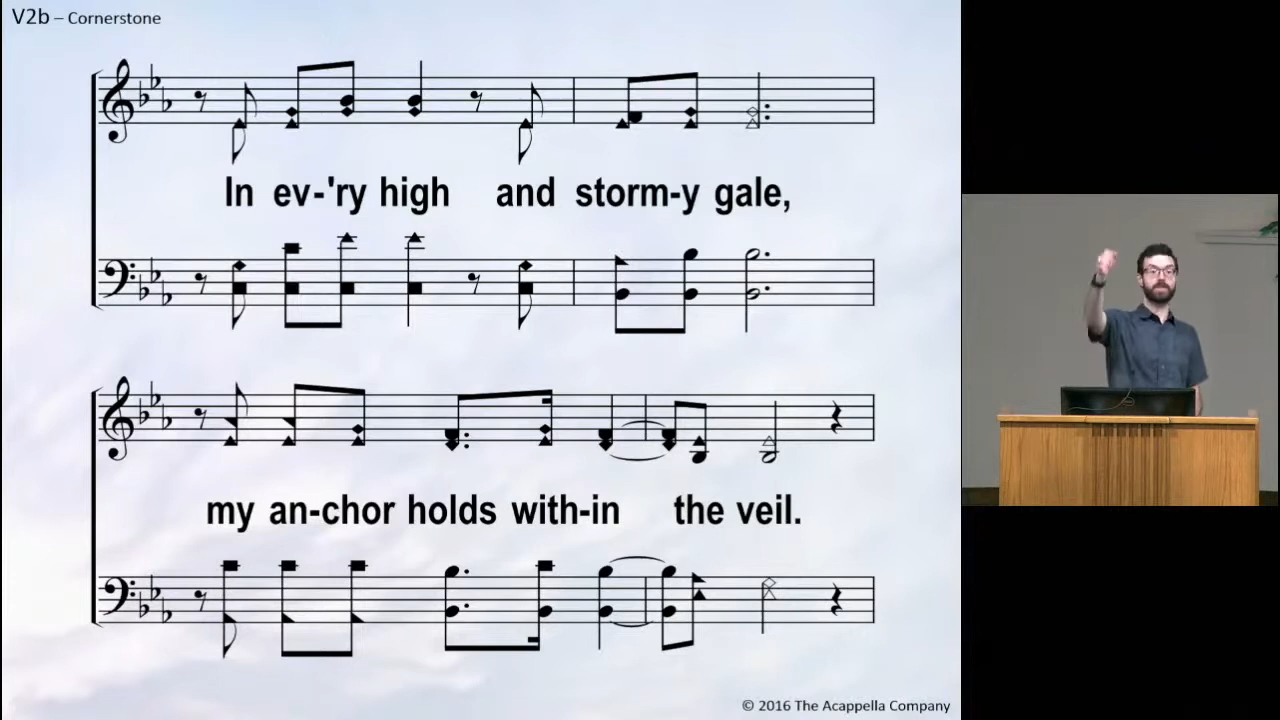 V2b – Cornerstone
In ev-'ry high and storm-y gale,
my an-chor holds with-in the veil.
© 2016 The Acappella Company